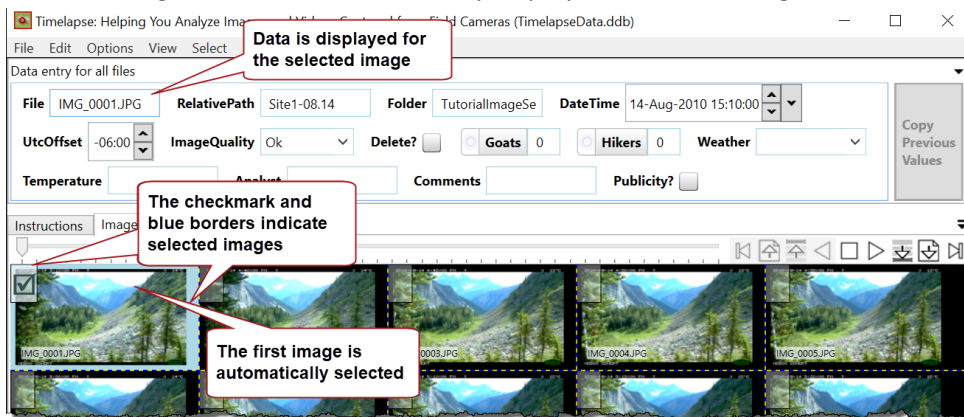 Timelapse: Helping You Analyze Ima
Field Cameras (TimelapseData.ddb)
File Edit Options View Select
Data is displayed for
the selected image
Data entry for all files
File IMG_0001.JPG RelativePath Site1-08.14 Folder TutorialImageSe DateTime 14-Aug-2010 15:10:00
UtcOffset -06:00 ImageQuality Ok Delete? Goats 0 Hikers 0 Weather
Copy
Previous
Values
Temperature Comments Publicity?
The checkmark and
blue borders indicate
selected images
Instructions Image
The first image is
automatically selected
IMG_0001.JPG 0003.JPG IMG_0004.JPG IMG_0005.JPG